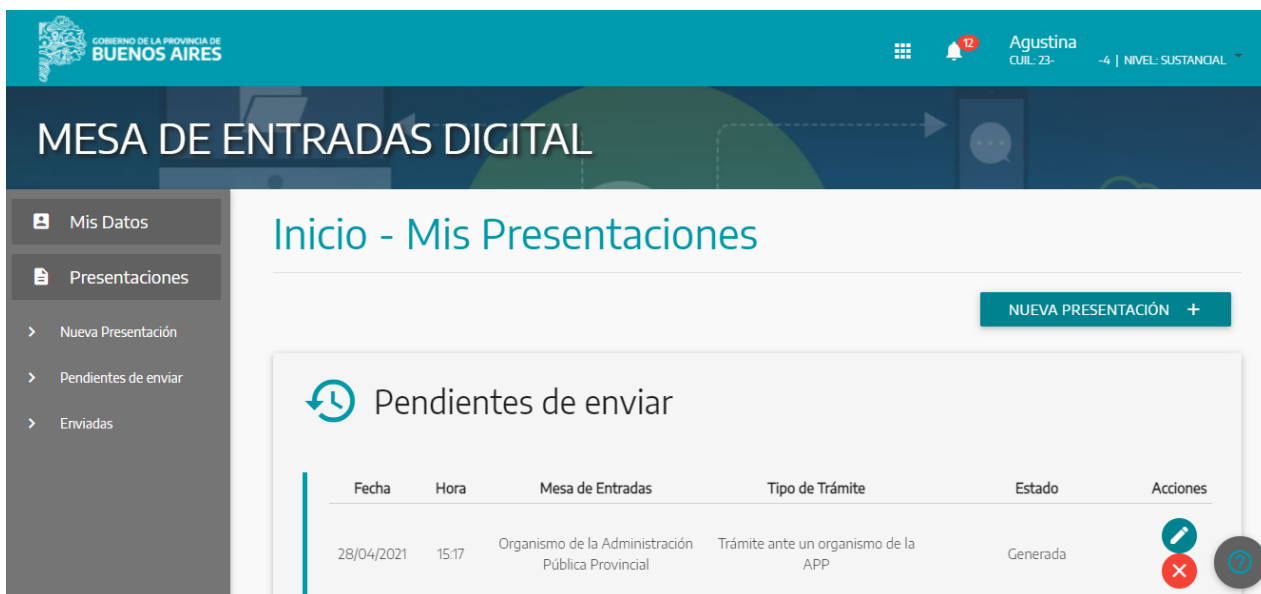 GOBIERNO DE LA PROVINCIA DE
BUENOS AIRES
12
Agustina
CUIL: 23- -4 | NIVEL: SUSTANCIAL
MESA DE ENTRADAS DIGITAL
Mis Datos
Presentaciones
Nueva Presentación
Pendientes de enviar
Enviadas
Inicio - Mis Presentaciones
NUEVA PRESENTACIÓN +
Pendientes de enviar
Fecha Hora Mesa de Entradas Tipo de Trámite Estado Acciones
28/04/2021 15:17 Organismo de la Administración Trámite ante un organismo de la Generada
Pública Provincial APP